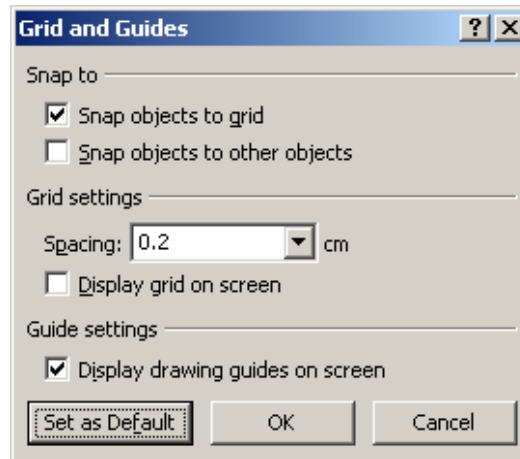 Grid and Guides
Snap to
Snap objects to grid
Snap objects to other objects
Grid settings
Spacing: 0.2 cm
Display grid on screen
Guide settings
Display drawing guides on screen
Set as Default OK Cancel